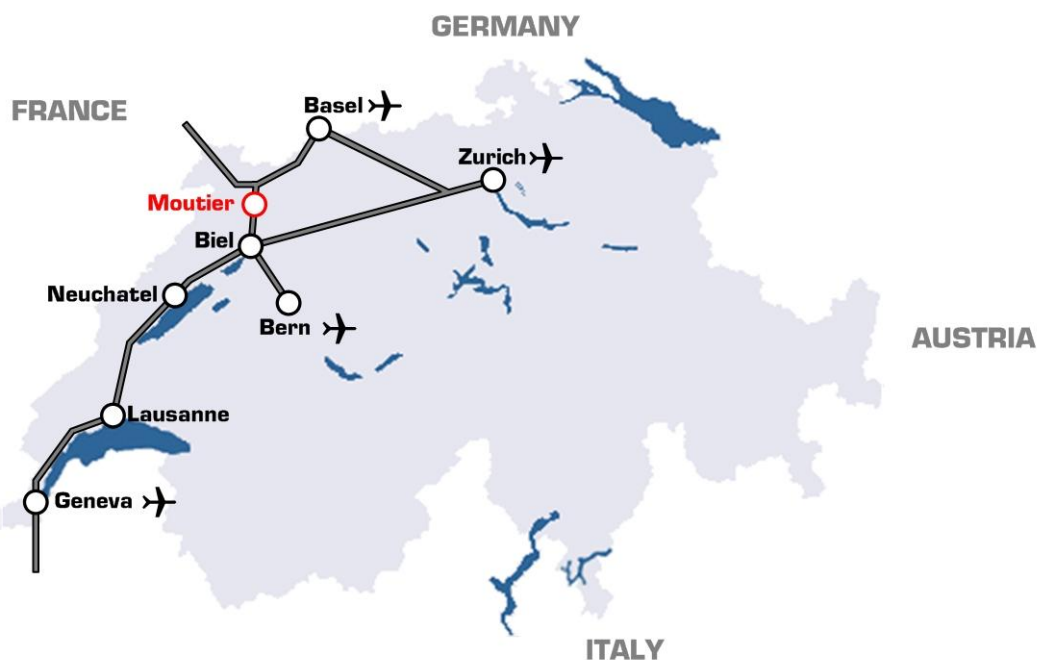 GERMANY
FRANCE
Basel
Zurich
Moutier
Biel
Neuchatel
Bern
AUSTRIA
Lausanne
Geneva
ITALY